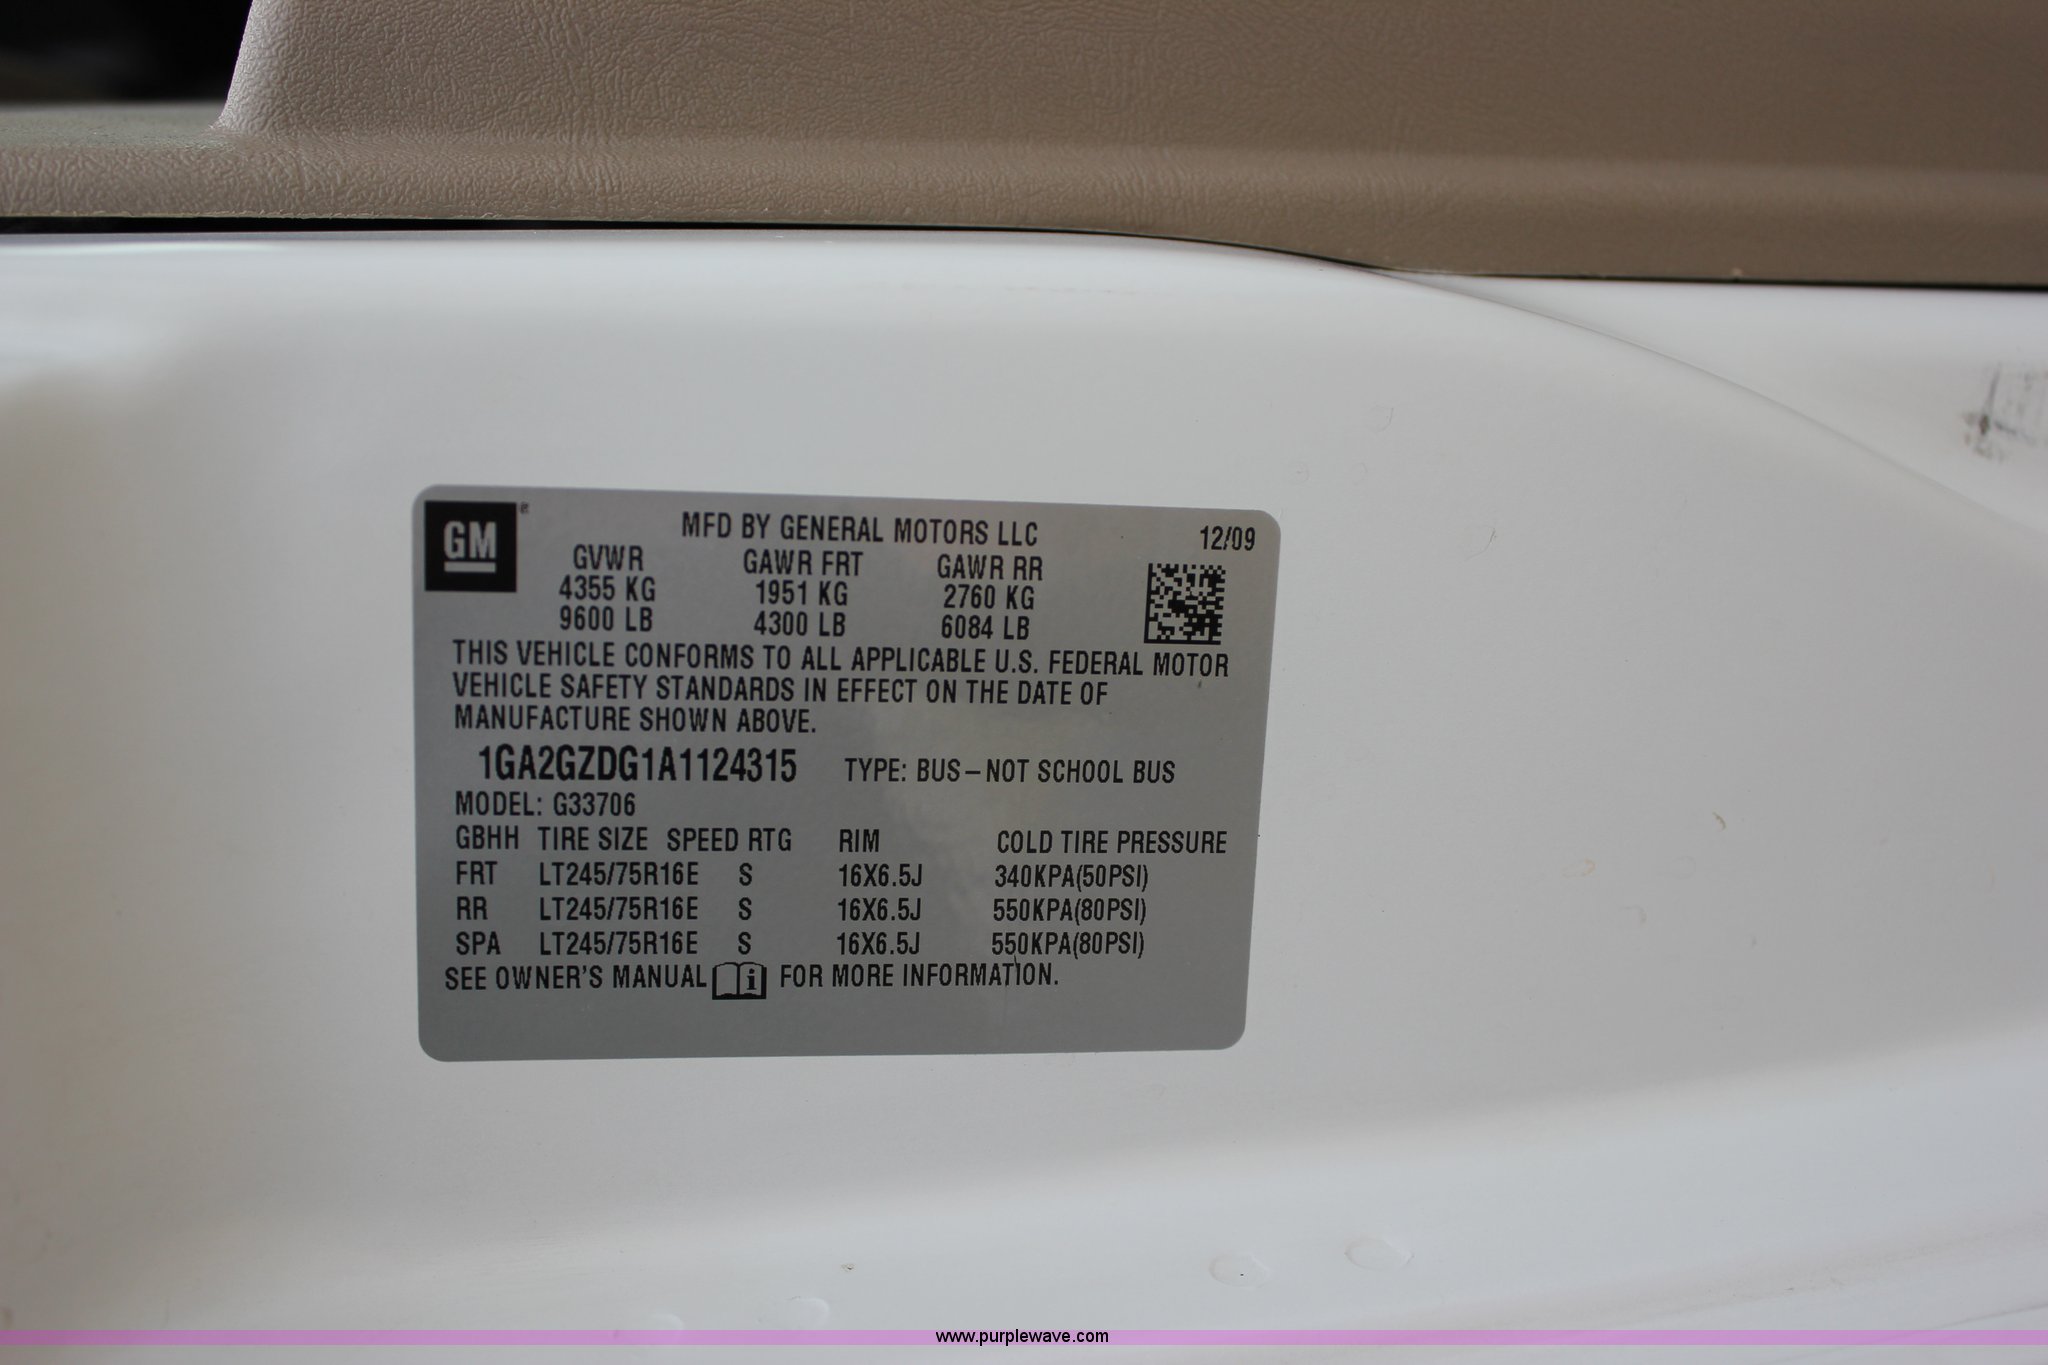 GM®
MFD BY GENERAL MOTORS LLC 12/09
GVWR GAWR FRT GAWR RR
4355 KG 1951 KG 2760 KG
9600 LB 4300 LB 6084 LB
THIS VEHICLE CONFORMS TO ALL APPLICABLE U.S. FEDERAL MOTOR
VEHICLE SAFETY STANDARDS IN EFFECT ON THE DATE OF
MANUFACTURE SHOWN ABOVE.
1GA2GZDG1A1124315 TYPE: BUS–NOT SCHOOL BUS
MODEL: G33706
GBHH TIRE SIZE SPEED RTG RIM COLD TIRE PRESSURE
FRT LT245/75R16E S 16X6.5J 340KPA(50PSI)
RR LT245/75R16E S 16X6.5J 550KPA(80PSI)
SPA LT245/75R16E S 16X6.5J 550KPA(80PSI)
SEE OWNER'S MANUAL i FOR MORE INFORMATION.
www.purplewave.com